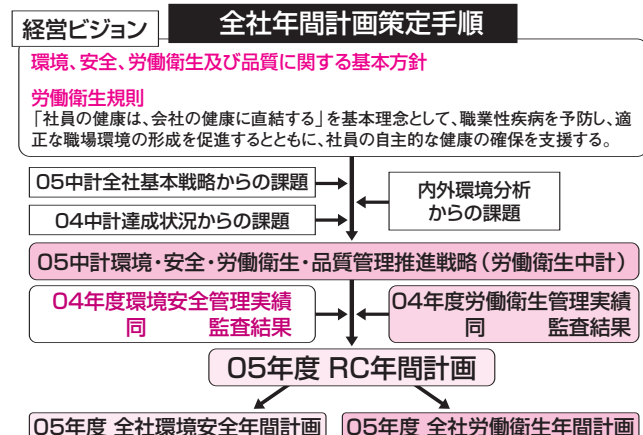 全社年間計画策定手順
経営ビジョン
環境、安全、労働衛生及び品質に関する基本方針
労働衛生規則
「社員の健康は、会社の健康に直結する」を基本理念として、職業性疾病を予防し、適
正な職場環境の形成を促進するとともに、社員の自主的な健康の確保を支援する。
05中計全社基本戦略からの課題
04中計達成状況からの課題
内外環境分析
からの課題
05中計環境・安全・労働衛生・品質管理推進戦略（労働衛生中計）
04年度環境安全管理実績
同　　監査結果
04年度労働衛生管理実績
同　　監査結果
05年度 RC年間計画
05年度 全社環境安全年間計画
05年度 全社労働衛生年間計画